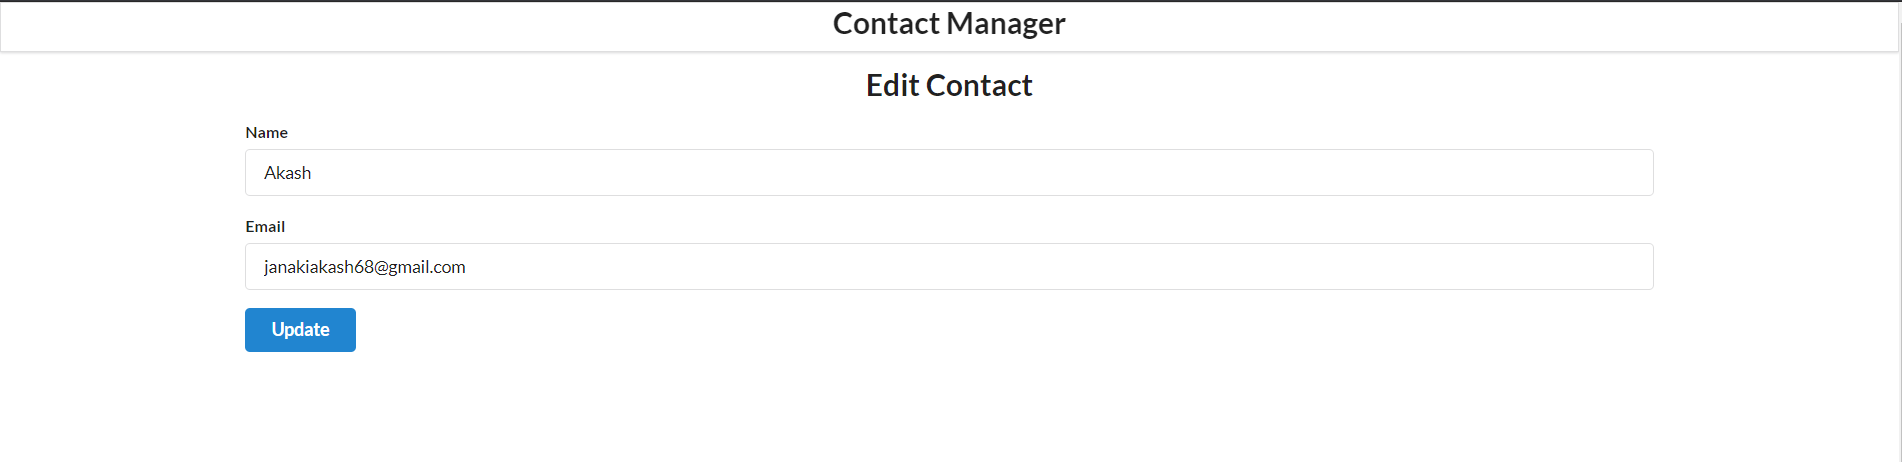 Contact Manager
Edit Contact
Name
Akash
Email
janakiakash68@gmail.com
Update